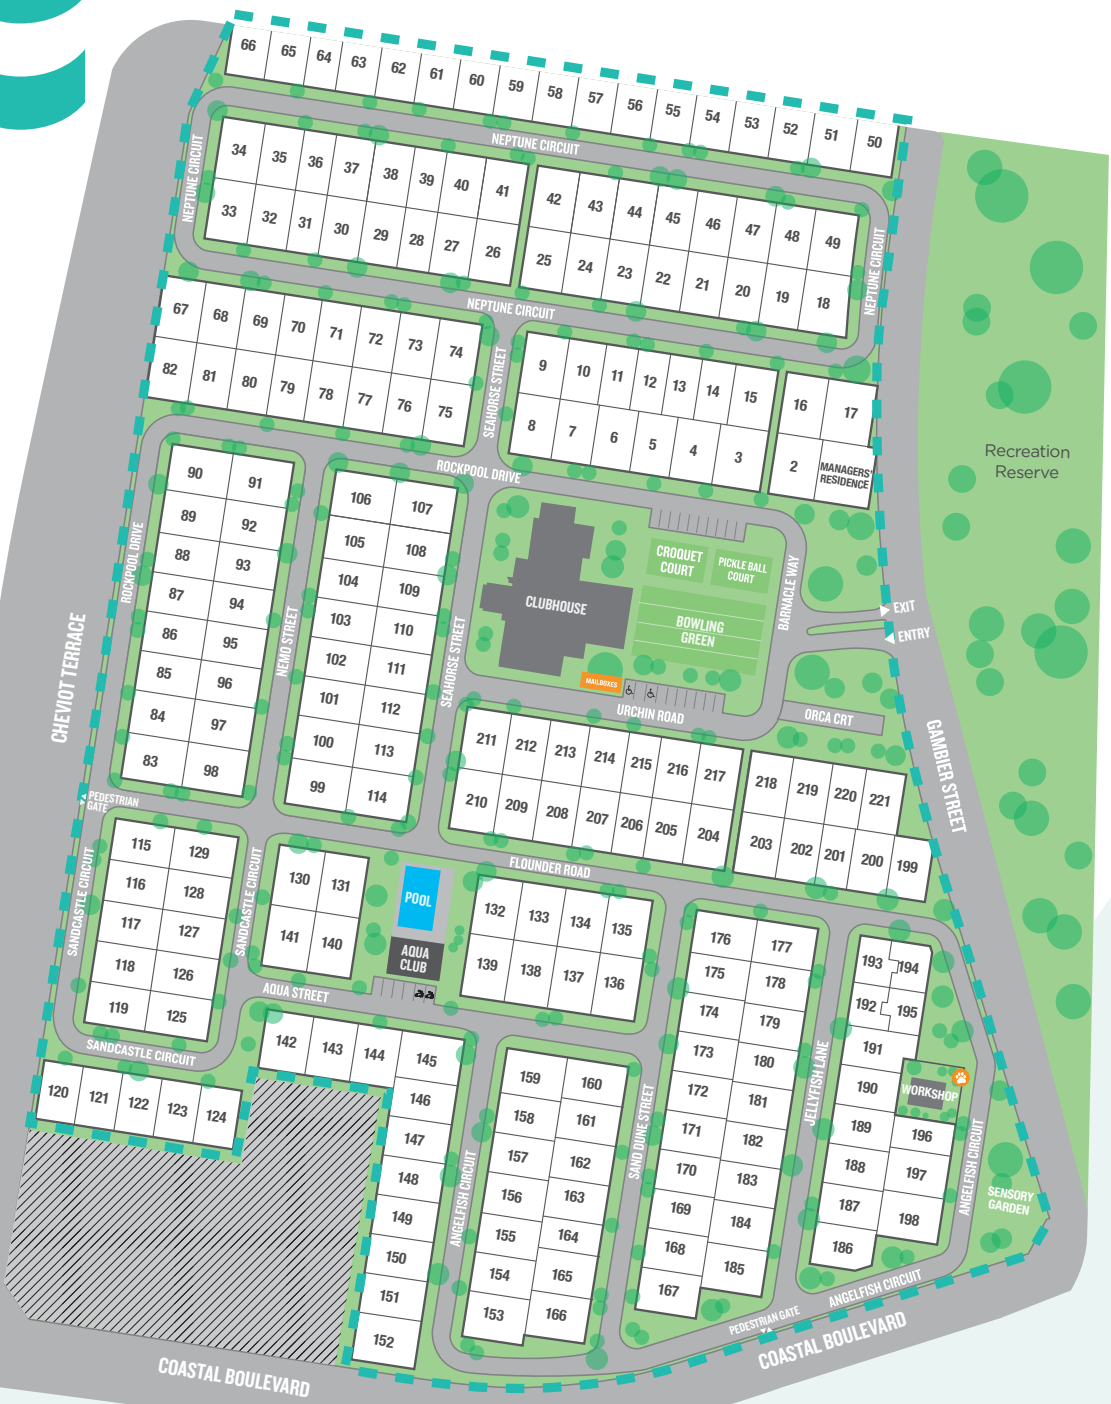 66 65 64 63 62 61 60 59 58 57 56 55 54 53 52 51 50
NEPTUNE CIRCUIT
NEPTUNE CIRCUIT
34 35 36 37 38 39 40 41 42 43 44 45 46 47 48 49
33 32 31 30 29 28 27 26 25 24 23 22 21 20 19 18
NEPTUNE CIRCUIT
NEPTUNE CIRCUIT
67 68 69 70 71 72 73 74
82 81 80 79 78 77 76 75
SEAHORSE STREET
9 10 11 12 13 14 15 16 17
8 7 6 5 4 3 2
MANAGERS'
RESIDENCE
Recreation
Reserve
ROCKPOOL DRIVE
ROCKPOOL DRIVE
90 91
89 92
88 93
87 94
86 95
85 96
84 97
83 98
NEMO STREET
106 107
105 108
104 109
103 110
102 111
101 112
100 113
99 114
SEAHORSE STREET
CLUBHOUSE
CROQUET
COURT
PICKLE BALL
COURT
BOWLING
GREEN
BARNACLE WAY
EXIT
ENTRY
MAILBOXES
URCHIN ROAD
ORCA CRT
CHEVIOT TERRACE
GAMBIER STREET
211 212 213 214 215 216 217 218 219 220 221
210 209 208 207 206 205 204 203 202 201 200 199
PEDESTRIAN
GATE
FLOUNDER ROAD
SANDCASTLE CIRCUIT
115 129
116 128
117 127
118 126
119 125
SANDCASTLE CIRCUIT
SANDCASTLE CIRCUIT
120 121 122 123 124
130 131
141 140
POOL
AQUA
CLUB
AQUA STREET
132 133 134 135
139 138 137 136
142 143 144 145
146
147
148
149
150
151
152
ANGELFISH CIRCUIT
159 160
158 161
157 162
156 163
155 164
154 165
153 166
SAND DUNE STREET
176 177
175 178
174 179
173 180
172 181
171 182
170 183
169 184
168 185
167
JELLYFISH LANE
193 194
192 195
191
190
WORKSHOP
189 196
188 197
187 198
186
ANGELFISH CIRCUIT
SENSORY
GARDEN
ANGELFISH CIRCUIT
PEDESTRIAN GATE
COASTAL BOULEVARD
COASTAL BOULEVARD